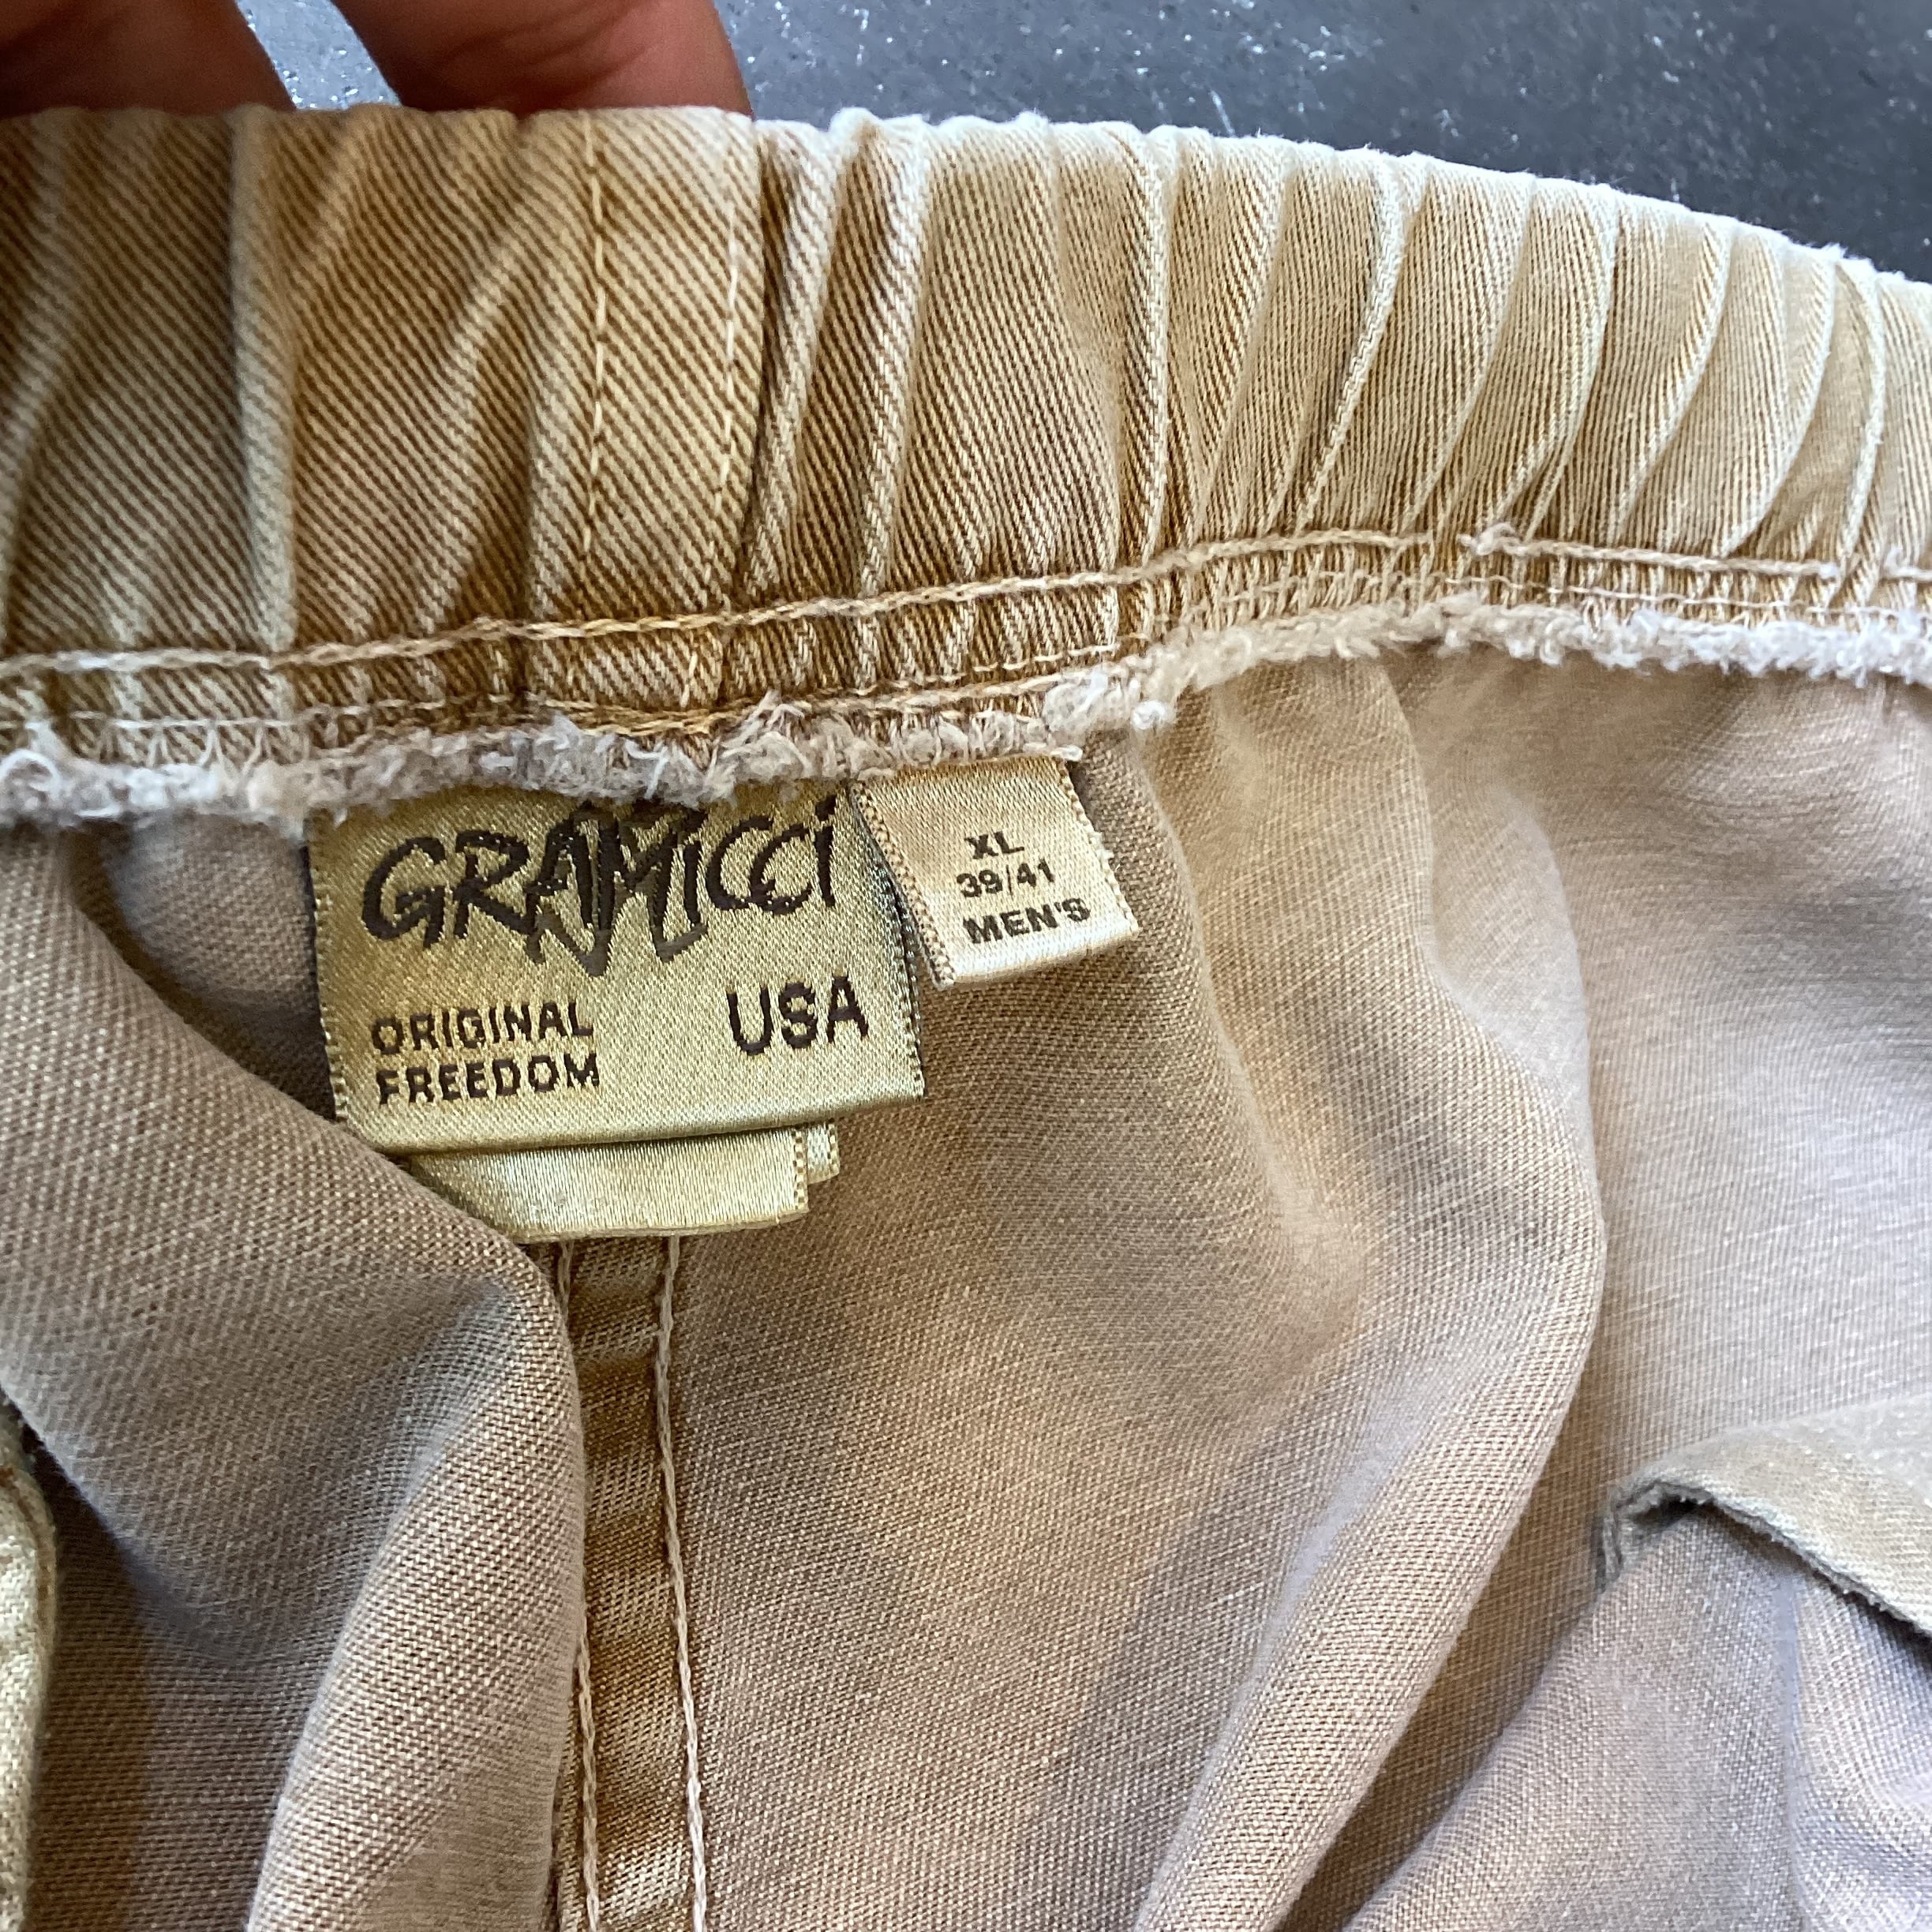 GRAMICCi
ORIGINAL
FREEDOM
USA
XL
39/41
MEN'S